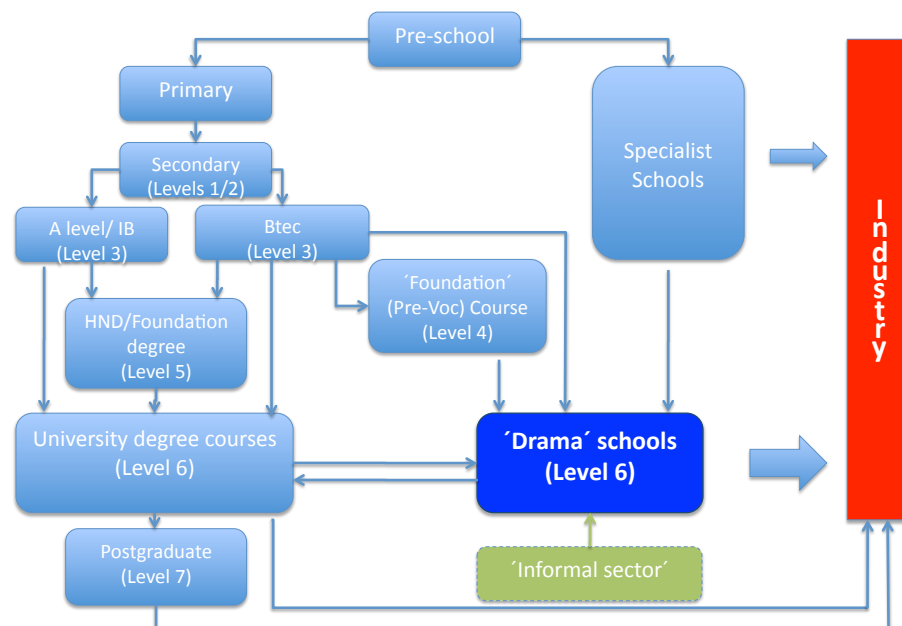 Pre-school
Primary
Specialist
Schools
Secondary
(Levels 1/2)
A level/ IB
(Level 3)
Btec
(Level 3)
´Foundation´
(Pre-Voc) Course
(Level 4)
HND/Foundation
degree
(Level 5)
University degree courses
(Level 6)
´Drama´ schools
(Level 6)
Postgraduate
(Level 7)
´Informal sector´
Industry